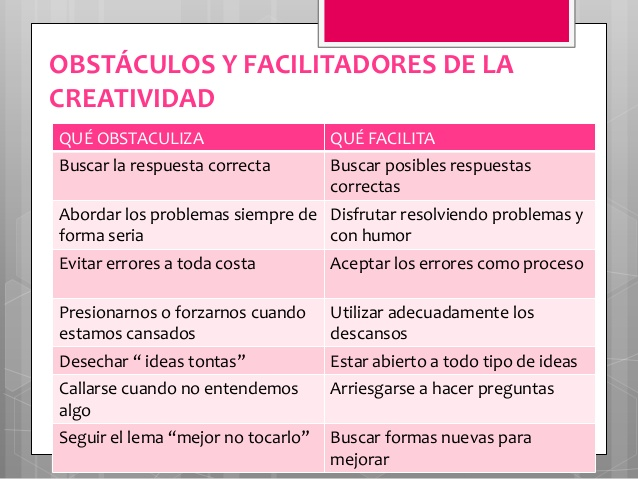 OBSTÁCULOS Y FACILITADORES DE LA
CREATIVIDAD
QUÉ OBSTACULIZA
QUÉ FACILITA
Buscar la respuesta correcta
Buscar posibles respuestas
correctas
Abordar los problemas siempre de
forma seria
Disfrutar resolviendo problemas y
con humor
Evitar errores a toda costa
Aceptar los errores como proceso
Presionarnos o forzarnos cuando
estamos cansados
Utilizar adecuadamente los
descansos
Desechar “ ideas tontas”
Estar abierto a todo tipo de ideas
Callarse cuando no entendemos
algo
Arriesgarse a hacer preguntas
Seguir el lema “mejor no tocarlo”
Buscar formas nuevas para
mejorar